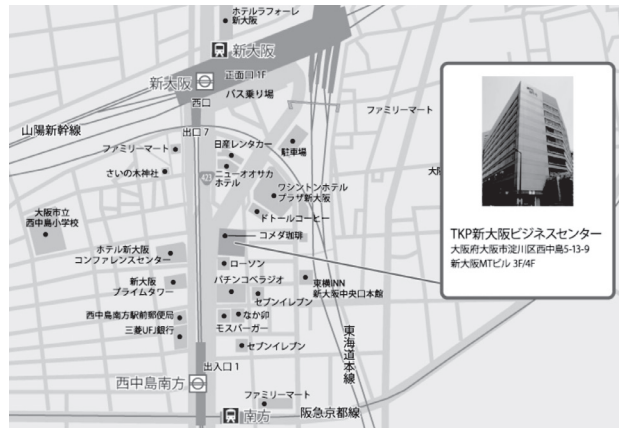 ホテルラフォーレ
新大阪
新大阪
新大阪
正面口 1F
西口
バス乗り場
ファミリーマート
山陽新幹線
出口 7
ファミリーマート
日産レンタカー
駐車場
さいの木神社
ニューオオサカ
ホテル
423
ワシントンホテル
プラザ新大阪
大阪市立
西中島小学校
ドトールコーヒー
コメダ珈琲
ホテル新大阪
コンファレンスセンター
ローソン
新大阪
プライムタワー
パチンコベラジオ
セブンイレブン
東横INN
新大阪中央口本館
西中島南方駅前郵便局
三菱UFJ銀行
なか卯
モスバーガー
セブンイレブン
東海道本線
出入口 1
西中島南方
ファミリーマート
南方
阪急京都線
TKP新大阪ビジネスセンター
大阪府大阪市淀川区西中島5-13-9
新大阪MTビル 3F/4F